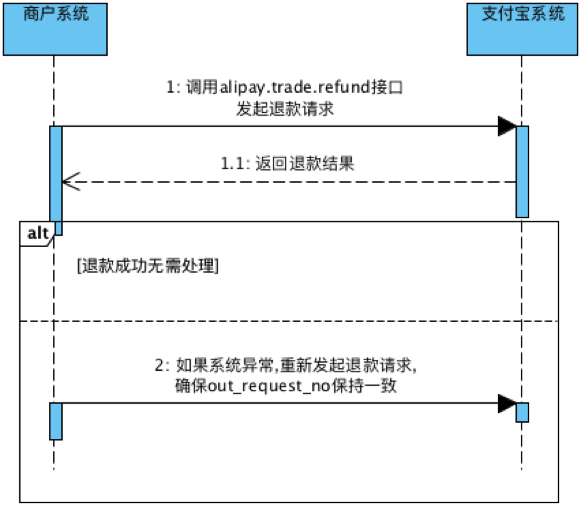 商户系统
支付宝系统
1: 调用alipay.trade.refund接口
发起退款请求
1.1: 返回退款结果
alt
[退款成功无需处理]
2: 如果系统异常,重新发起退款请求,
确保out_request_no保持一致